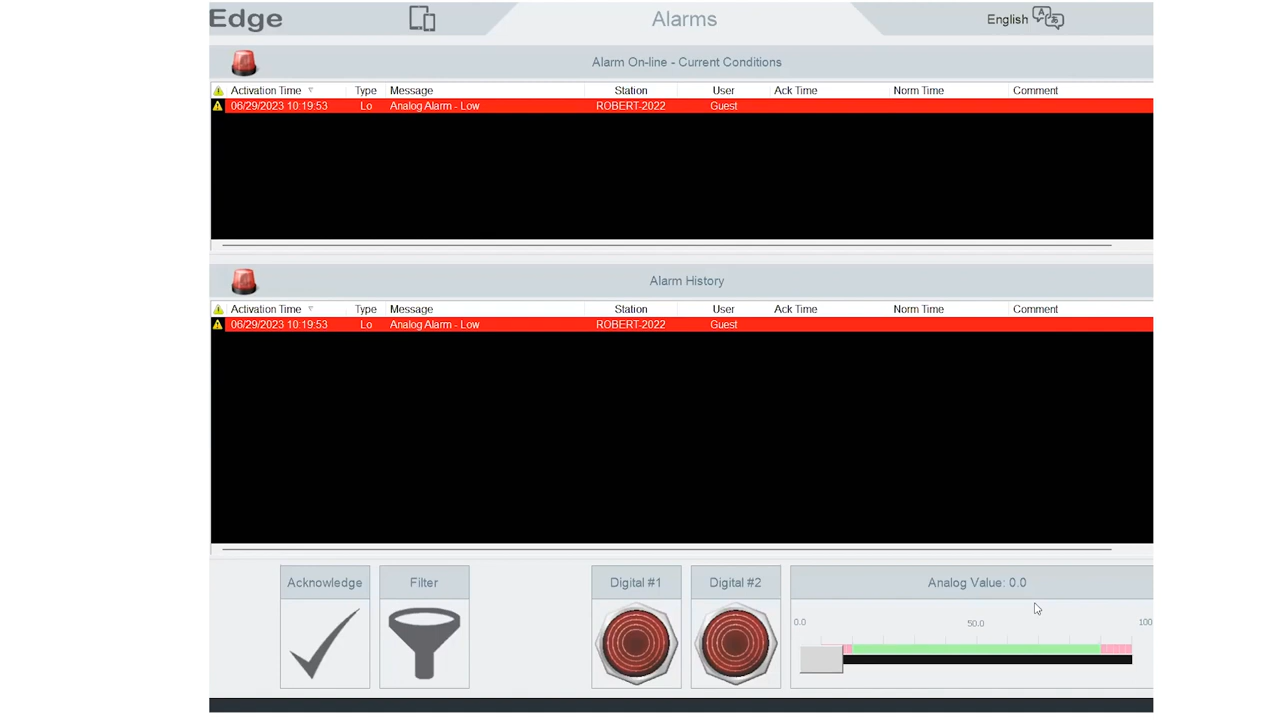 Edge
Alarms
English
Alarm On-line - Current Conditions
Activation Time Type Message Station User Ack Time Norm Time Comment
06/29/2023 10:19:53 Lo Analog Alarm - Low ROBERT-2022 Guest
Alarm History
Activation Time Type Message Station User Ack Time Norm Time Comment
06/29/2023 10:19:53 Lo Analog Alarm - Low ROBERT-2022 Guest
Acknowledge
Filter
Digital #1
Digital #2
Analog Value: 0.0
0.0 50.0 100